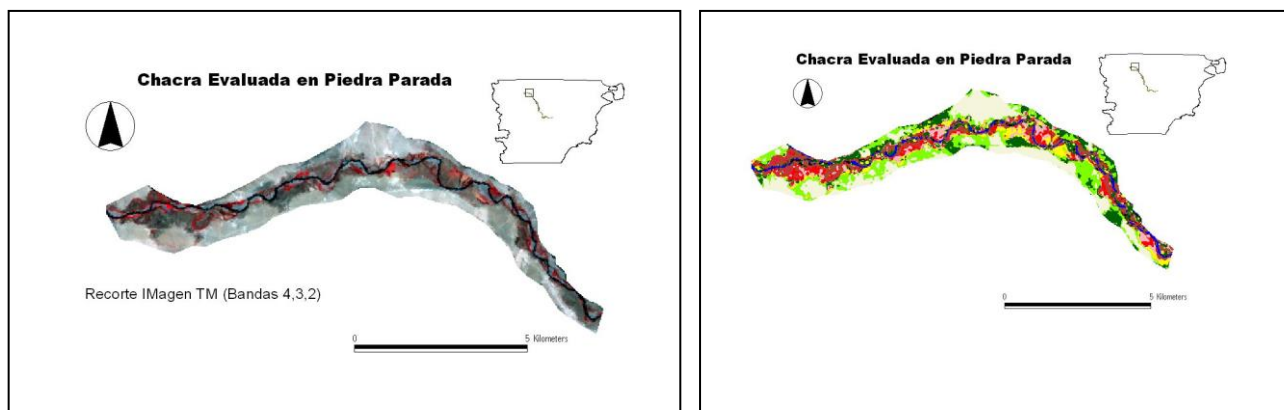 Chacra Evaluada en Piedra Parada
Recorte IMagen TM (Bandas 4,3,2)
0 5 Kilometers
Chacra Evaluada en Piedra Parada
0 5 Kilometers